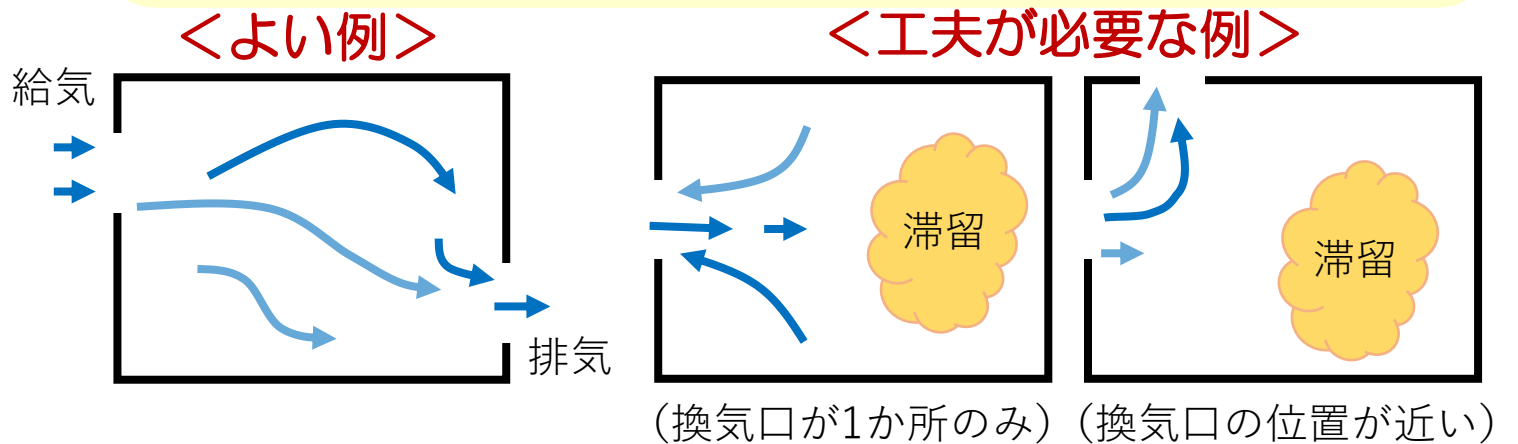 <よい例>
給気
排気
<工夫が必要な例>
滞留
(換気口が1か所のみ)
滞留
(換気口の位置が近い)